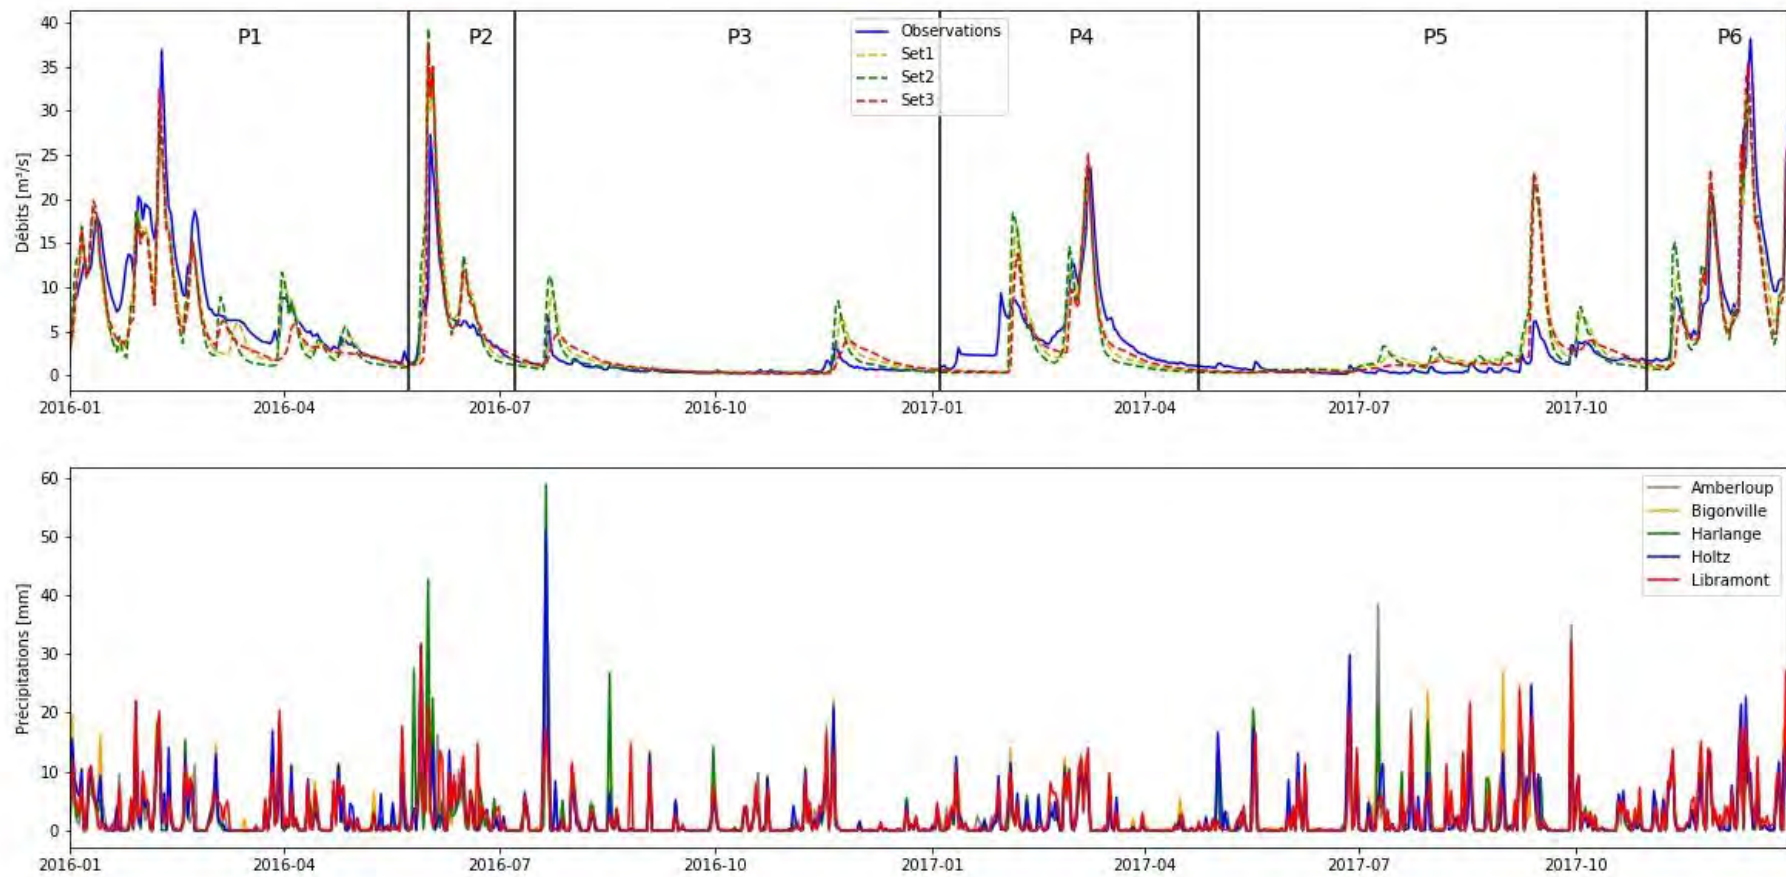 P1
P2
P3
P4
P5
P6
Observations
Set1
Set2
Set3
Débits [m³/s]
40
35
30
25
20
15
10
5
0
2016-01
2016-04
2016-07
2016-10
2017-01
2017-04
2017-07
2017-10
Amberloup
Bigonville
Harlange
Holtz
Libramont
Précipitations [mm]
60
50
40
30
20
10
0
2016-01
2016-04
2016-07
2016-10
2017-01
2017-04
2017-07
2017-10